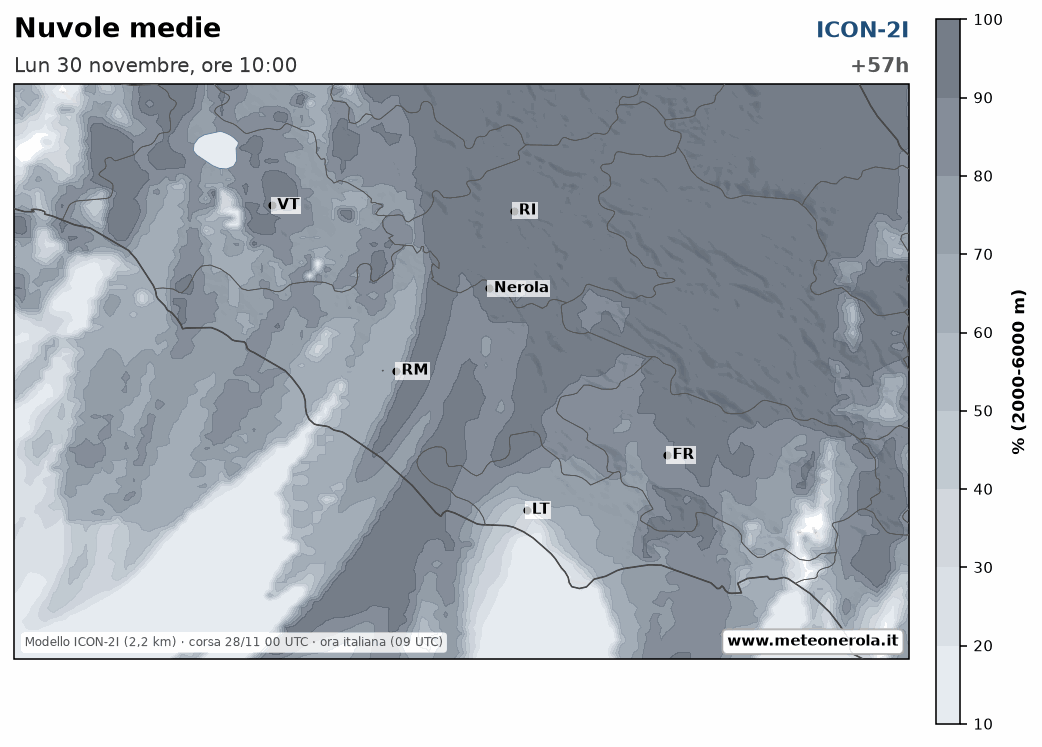 Nuvole medie
ICON-2I
Lun 30 novembre, ore 10:00
+57h
VT
RI
Nerola
RM
FR
LT
Modello ICON-2I (2,2 km) · corsa 28/11 00 UTC · ora italiana (09 UTC)
www.meteonerola.it
100
90
80
70
60
50
40
30
20
10
% (2000-6000 m)